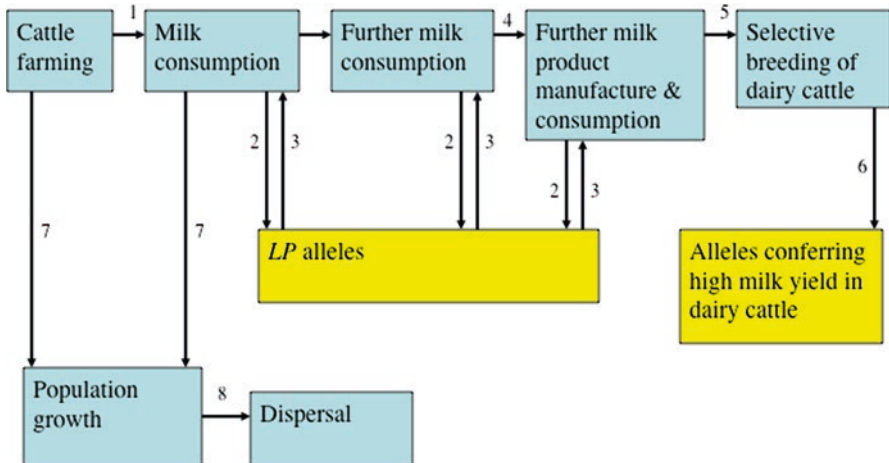 Cattle
farming
1
Milk
consumption
Further milk
consumption
4
Further milk
product
manufacture &
consumption
5
Selective
breeding of
dairy cattle
2
3
2
3
2
3
6
7
7
LP alleles
Alleles conferring
high milk yield in
dairy cattle
Population
growth
8
Dispersal